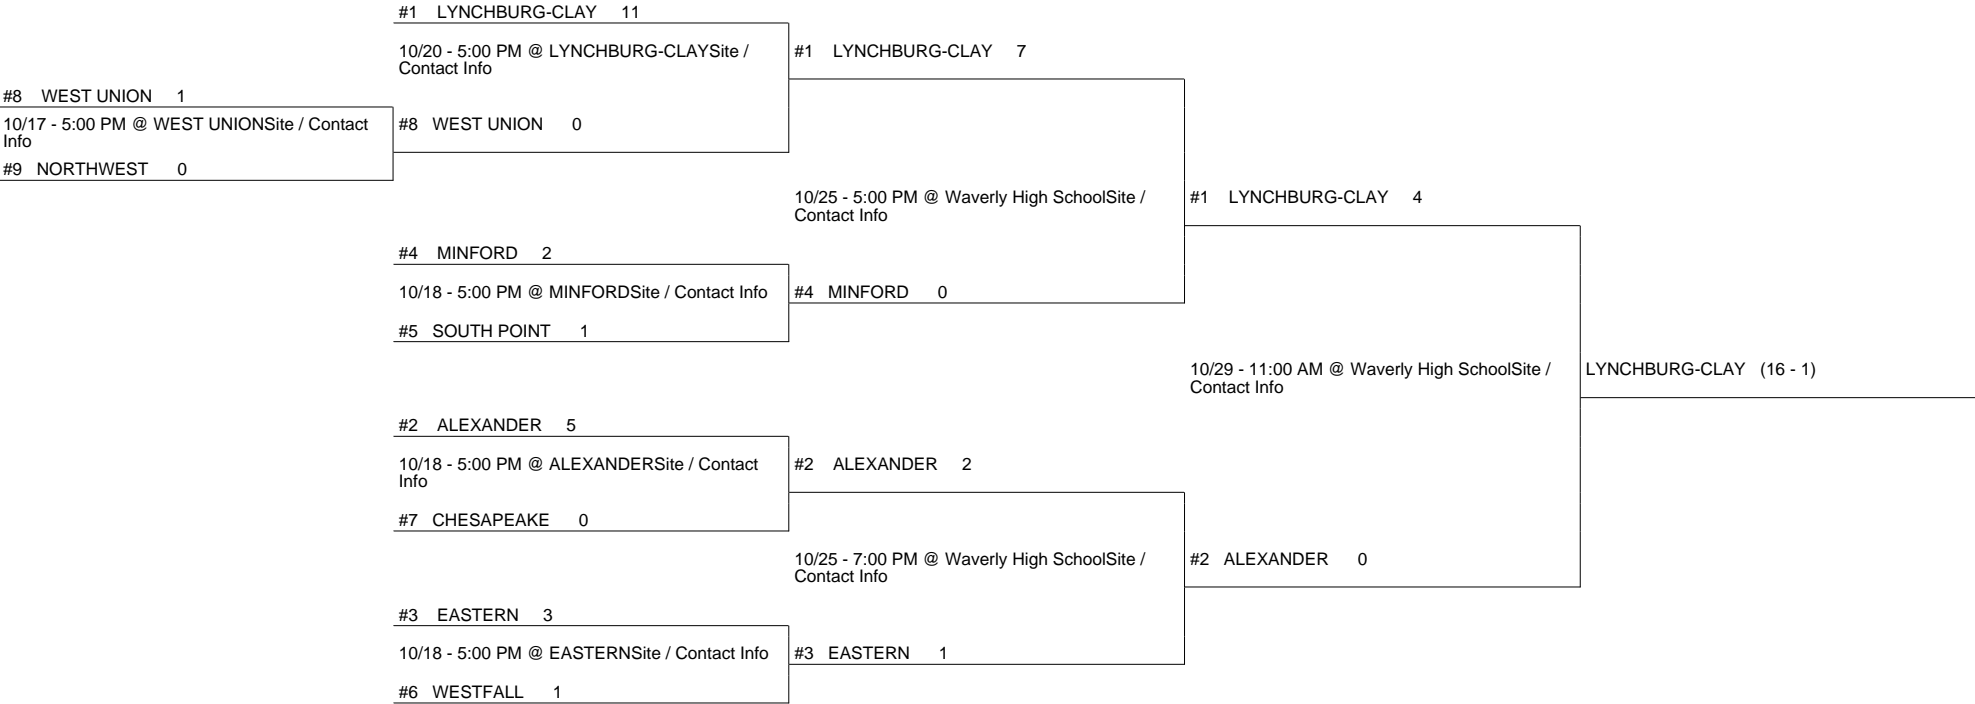 #1 LYNCHBURG-CLAY 11
10/20 - 5:00 PM @ LYNCHBURG-CLAYSite /
Contact Info
#1 LYNCHBURG-CLAY 7
#8 WEST UNION 1
10/17 - 5:00 PM @ WEST UNIONSite / Contact
Info
#8 WEST UNION 0
#9 NORTHWEST 0
10/25 - 5:00 PM @ Waverly High SchoolSite /
Contact Info
#1 LYNCHBURG-CLAY 4
#4 MINFORD 2
10/18 - 5:00 PM @ MINFORDSite / Contact Info
#4 MINFORD 0
#5 SOUTH POINT 1
10/29 - 11:00 AM @ Waverly High SchoolSite /
Contact Info
LYNCHBURG-CLAY (16 - 1)
#2 ALEXANDER 5
10/18 - 5:00 PM @ ALEXANDERSite / Contact
Info
#2 ALEXANDER 2
#7 CHESAPEAKE 0
10/25 - 7:00 PM @ Waverly High SchoolSite /
Contact Info
#2 ALEXANDER 0
#3 EASTERN 3
10/18 - 5:00 PM @ EASTERNSite / Contact Info
#3 EASTERN 1
#6 WESTFALL 1